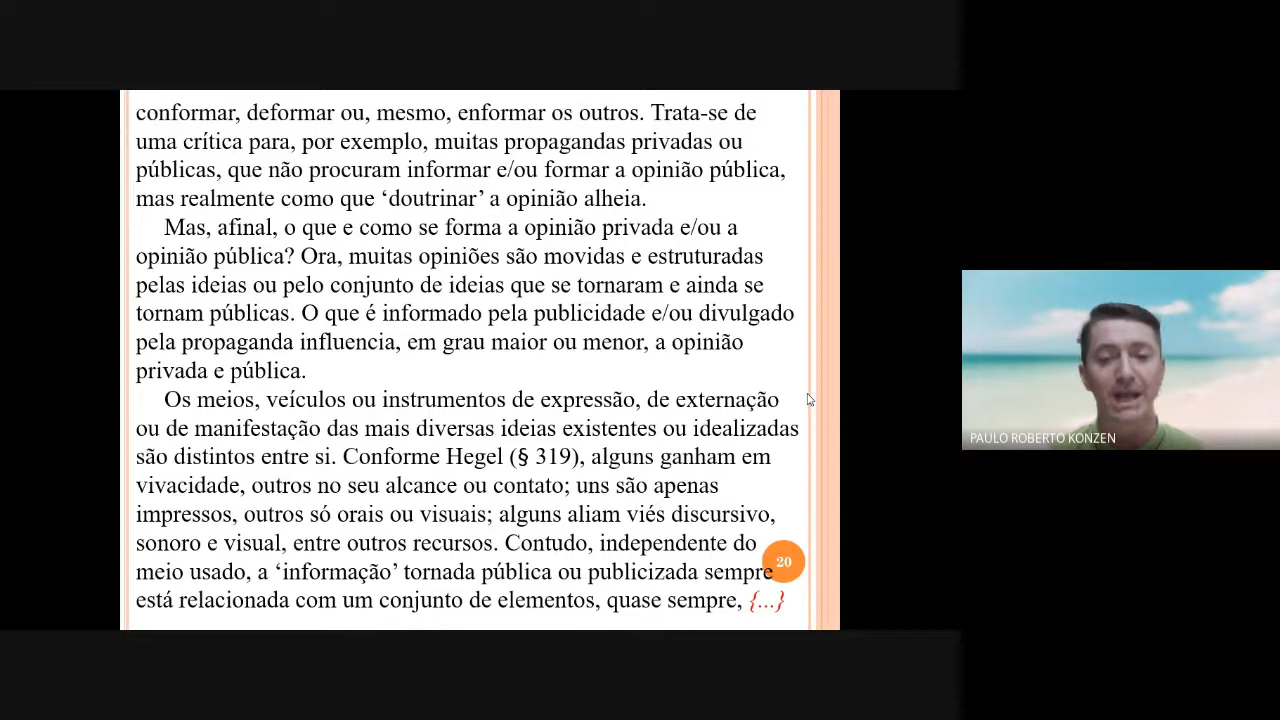 conformar, deformar ou, mesmo, enformar os outros. Trata-se de
uma crítica para, por exemplo, muitas propagandas privadas ou
públicas, que não procuram informar e/ou formar a opinião pública,
mas realmente como que ‘doutrinar’ a opinião alheia.
Mas, afinal, o que e como se forma a opinião privada e/ou a
opinião pública? Ora, muitas opiniões são movidas e estruturadas
pelas ideias ou pelo conjunto de ideias que se tornaram e ainda se
tornam públicas. O que é informado pela publicidade e/ou divulgado
pela propaganda influencia, em grau maior ou menor, a opinião
privada e pública.
Os meios, veículos ou instrumentos de expressão, de externação
ou de manifestação das mais diversas ideias existentes ou idealizadas
são distintos entre si. Conforme Hegel (§ 319), alguns ganham em
vivacidade, outros no seu alcance ou contato; uns são apenas
impressos, outros só orais ou visuais; alguns aliam viés discursivo,
sonoro e visual, entre outros recursos. Contudo, independente do
meio usado, a ‘informação’ tornada pública ou publicizada sempre
está relacionada com um conjunto de elementos, quase sempre, {...}
20
PAULO ROBERTO KONZEN